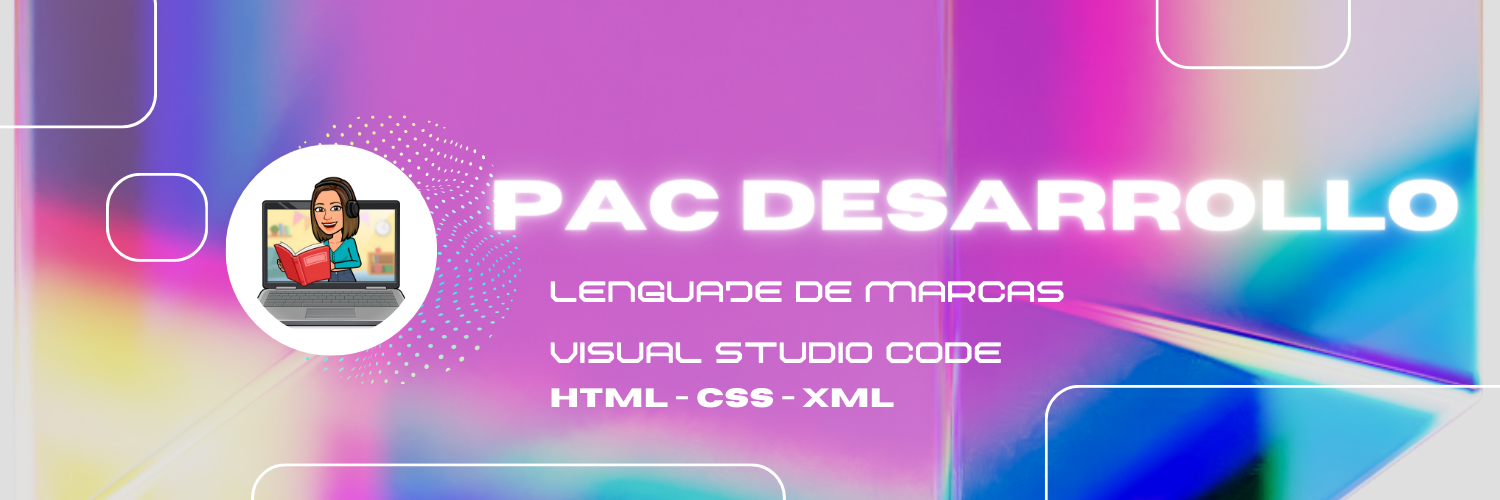 PAC DESARROLLO
LENGUAJE DE MARCAS
VISUAL STUDIO CODE
HTML - CSS - XML